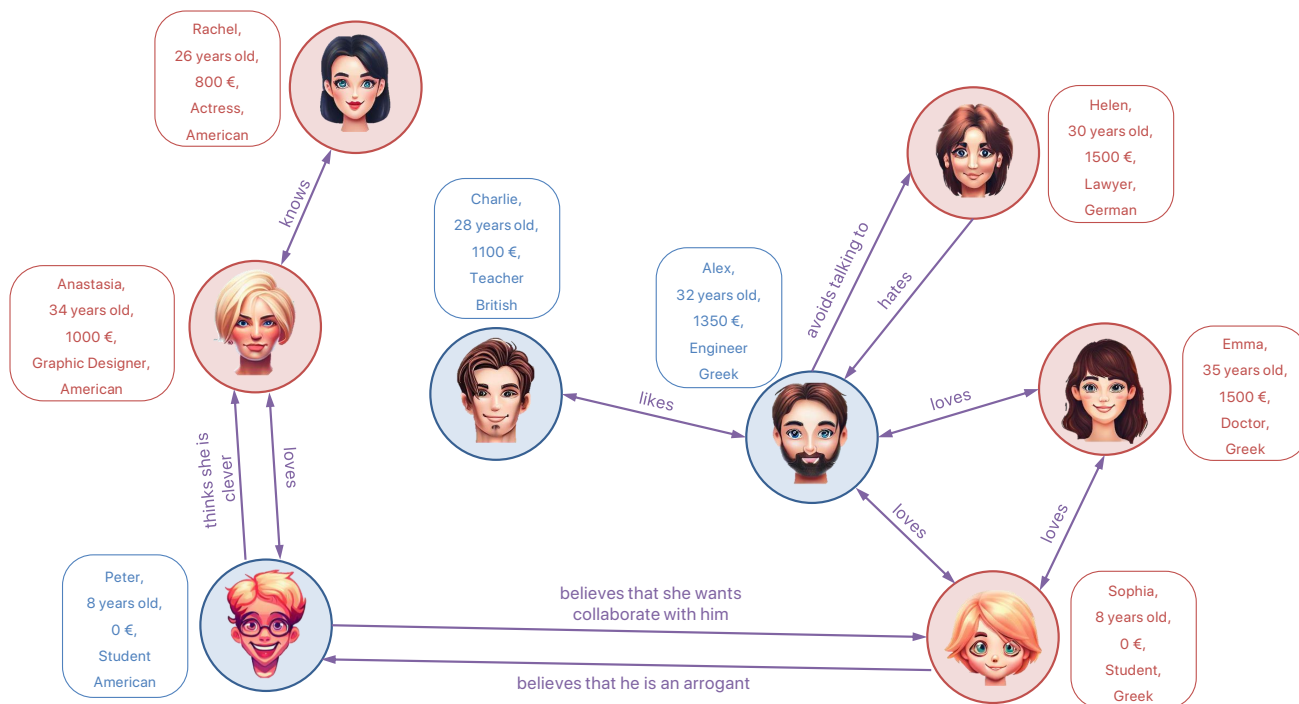 Rachel,
26 years old,
800 €,
Actress,
American
Helen,
30 years old,
1500 €,
Lawyer,
German
knows
Charlie,
28 years old,
1100 €,
Teacher
British
avoids talking to
hates
Alex,
32 years old,
1350 €,
Engineer
Greek
Anastasia,
34 years old,
1000 €,
Graphic Designer,
American
Emma,
35 years old,
1500 €,
Doctor,
Greek
likes
loves
thinks she is
clever
loves
loves
loves
Peter,
8 years old,
0 €,
Student
American
believes that she wants
collaborate with him
believes that he is an arrogant
Sophia,
8 years old,
0 €,
Student,
Greek